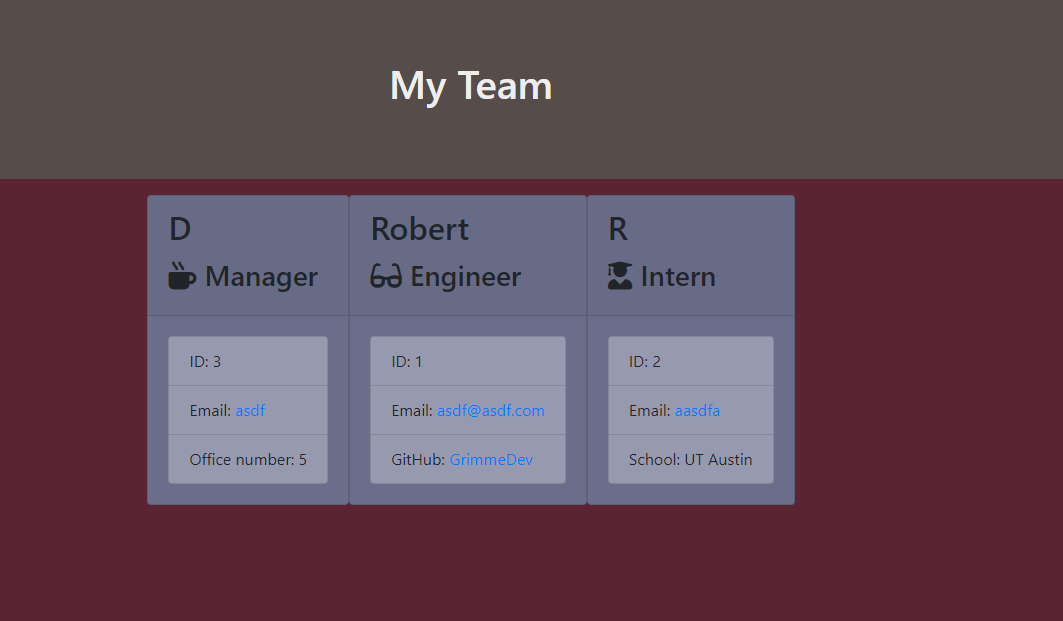 My Team
D
Manager
ID: 3
Email: asdf
Office number: 5
Robert
Engineer
ID: 1
Email: asdf@asdf.com
GitHub: GrimmeDev
R
Intern
ID: 2
Email: aasdfa
School: UT Austin